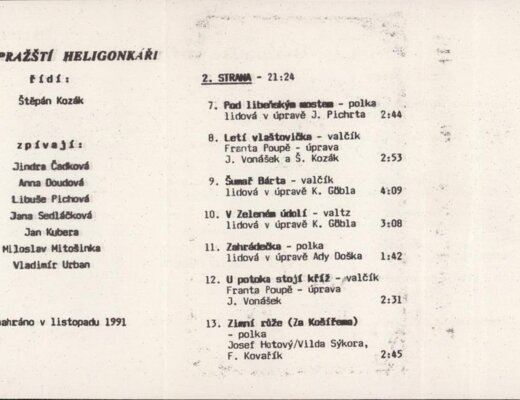 PRAŽŠTÍ HELIGONKÁŘI
řídí:
Štěpán Kozák
zpívají:
Jindra Čadková
Anna Doudová
Libuše Pichová
Jana Sedláčková
Jan Kubera
Miloslav Mitošinka
Vladimír Urban
ahráno v listopadu 1991
2. STRANA - 21:24
7. Pod libeňským mostem - polka
lidová v úpravě J. Pichrta 2:44
8. Letí vlaštovička - valčík
Franta Poupě - úprava
J. Vonášek a Š. Kozák 2:53
9. Šumař Bárta - valčík
lidová v úpravě K. Göbla 4:09
10. V Zeleném údolí - valtz
lidová v úpravě K. Göbla 3:08
11. Zahrádečka - polka
lidová v úpravě Ady Doška 1:42
12. U potoka stojí kříž - valčík
Franta Poupě - úprava
J. Vonášek 2:31
13. Zimní růže (Za Košířema)
- polka
Josef Hotový/Vilda Sýkora,
F. Kovařík 2:45